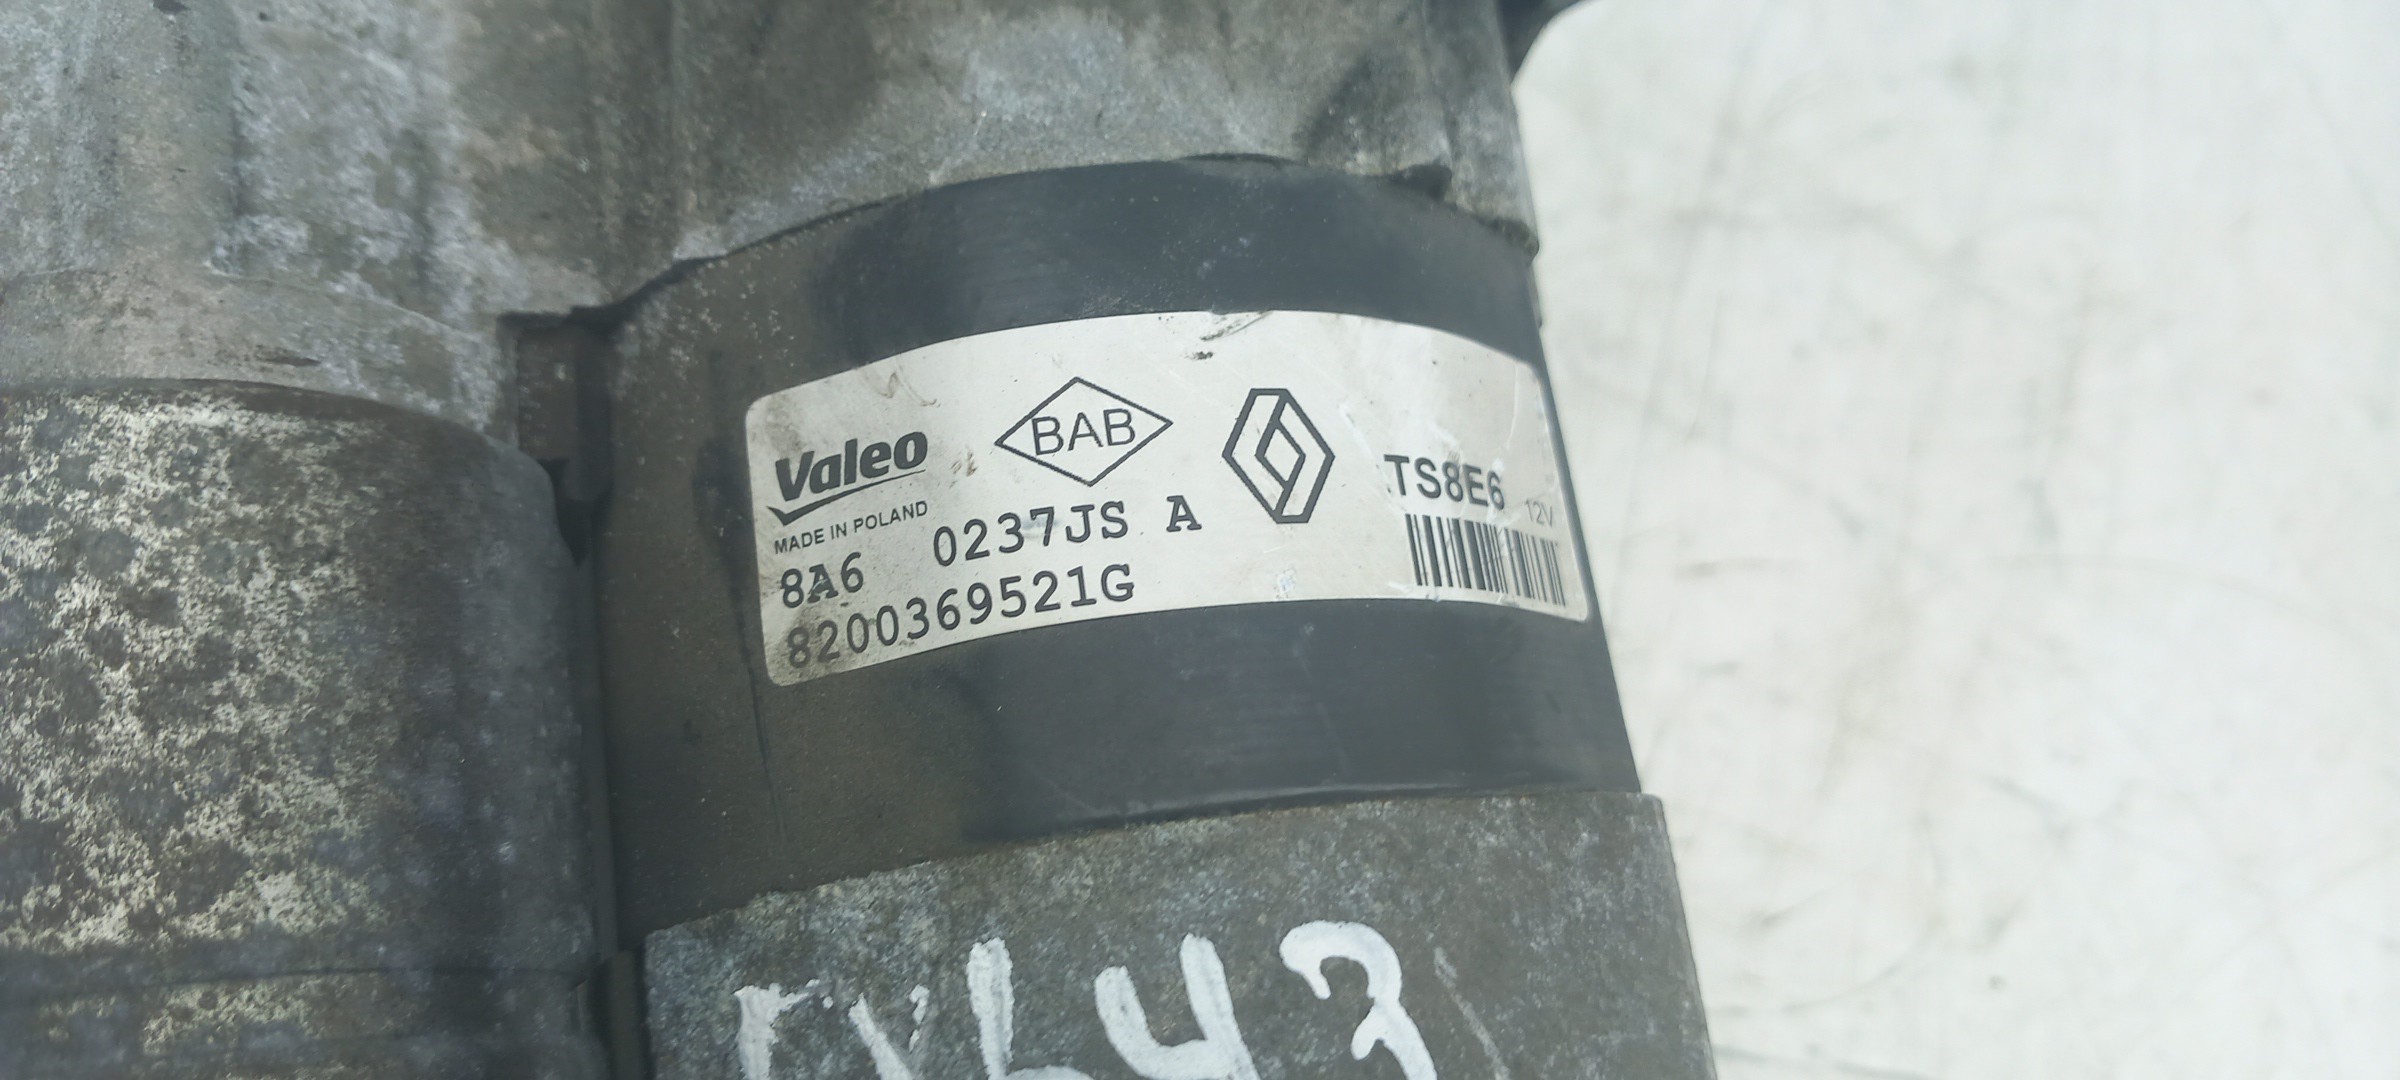 Valeo
MADE IN POLAND
BAB
TS8E6 12V
8A6 0237JS A
8200369521G